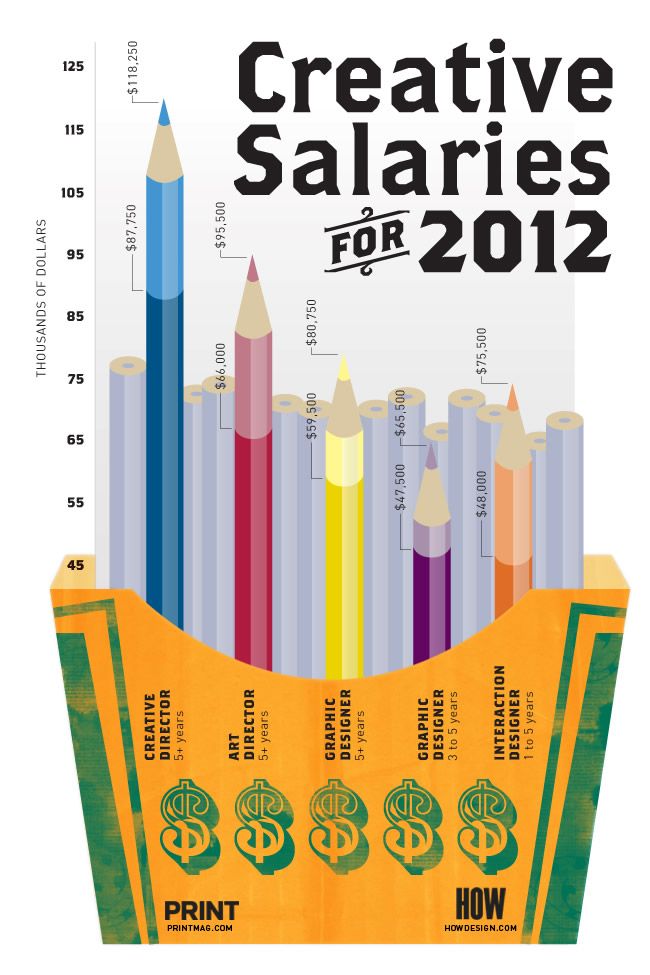 Creative
Salaries
FOR 2012
THOUSANDS OF DOLLARS
125
115
105
95
85
75
65
55
45
$118,250
$87,750
$95,500
$66,000
$80,750
$59,500
$65,500
$47,500
$75,500
$48,000
CREATIVE
DIRECTOR
5+ years
ART
DIRECTOR
5+ years
GRAPHIC
DESIGNER
5+ years
GRAPHIC
DESIGNER
3 to 5 years
INTERACTION
DESIGNER
1 to 5 years
$ $ $ $ $
PRINT
PRINTMAG.COM
HOW
HOWDESIGN.COM